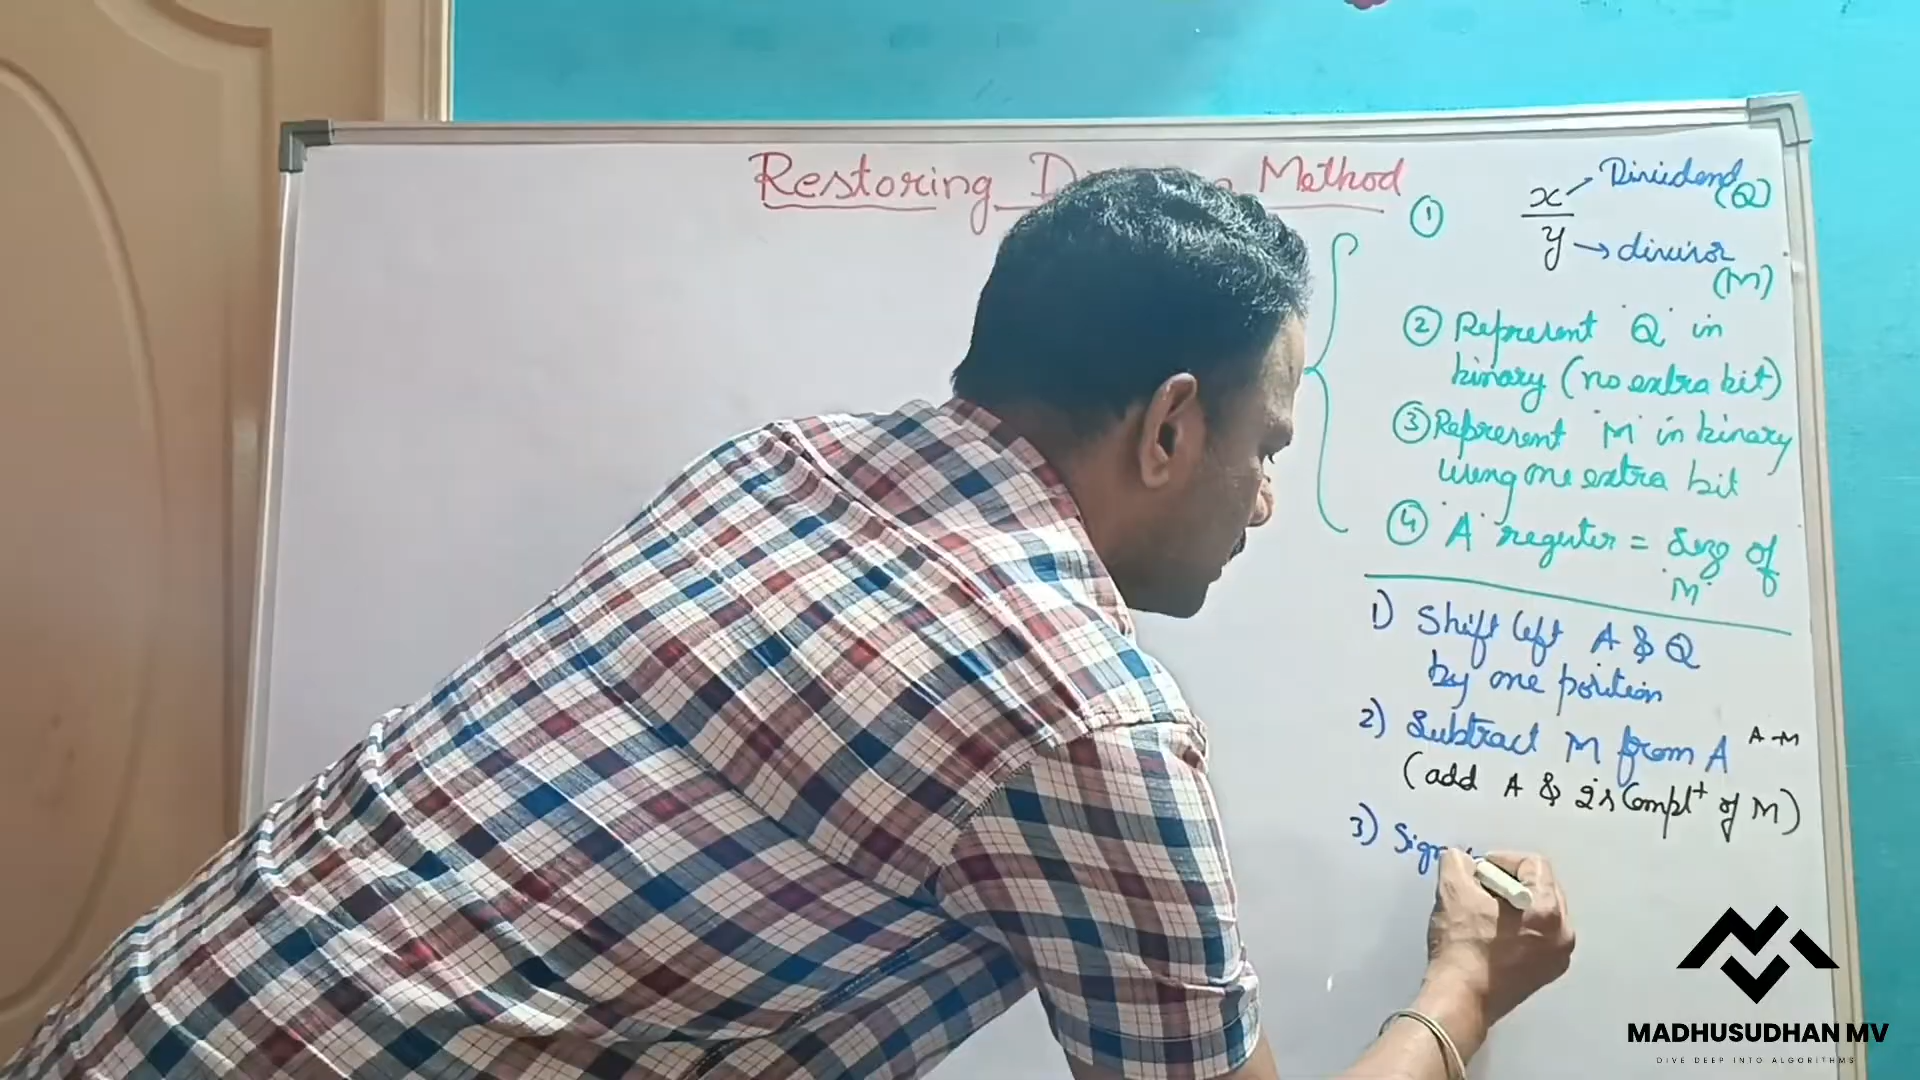 Restoring D Method
① x → Dividend (Q)
y → divisor (M)
② Represent 'Q' in
binary (no extra bit)
③ Represent 'M' in binary
using one extra bit
④ 'A' register = Size of
'M'
1) Shift left A & Q
by one position
2) Subtract M from A A-M
(add A & 2's Complt of M)
3) Sign
MADHUSUDHAN MV
DIVE DEEP INTO ALGORITHMS